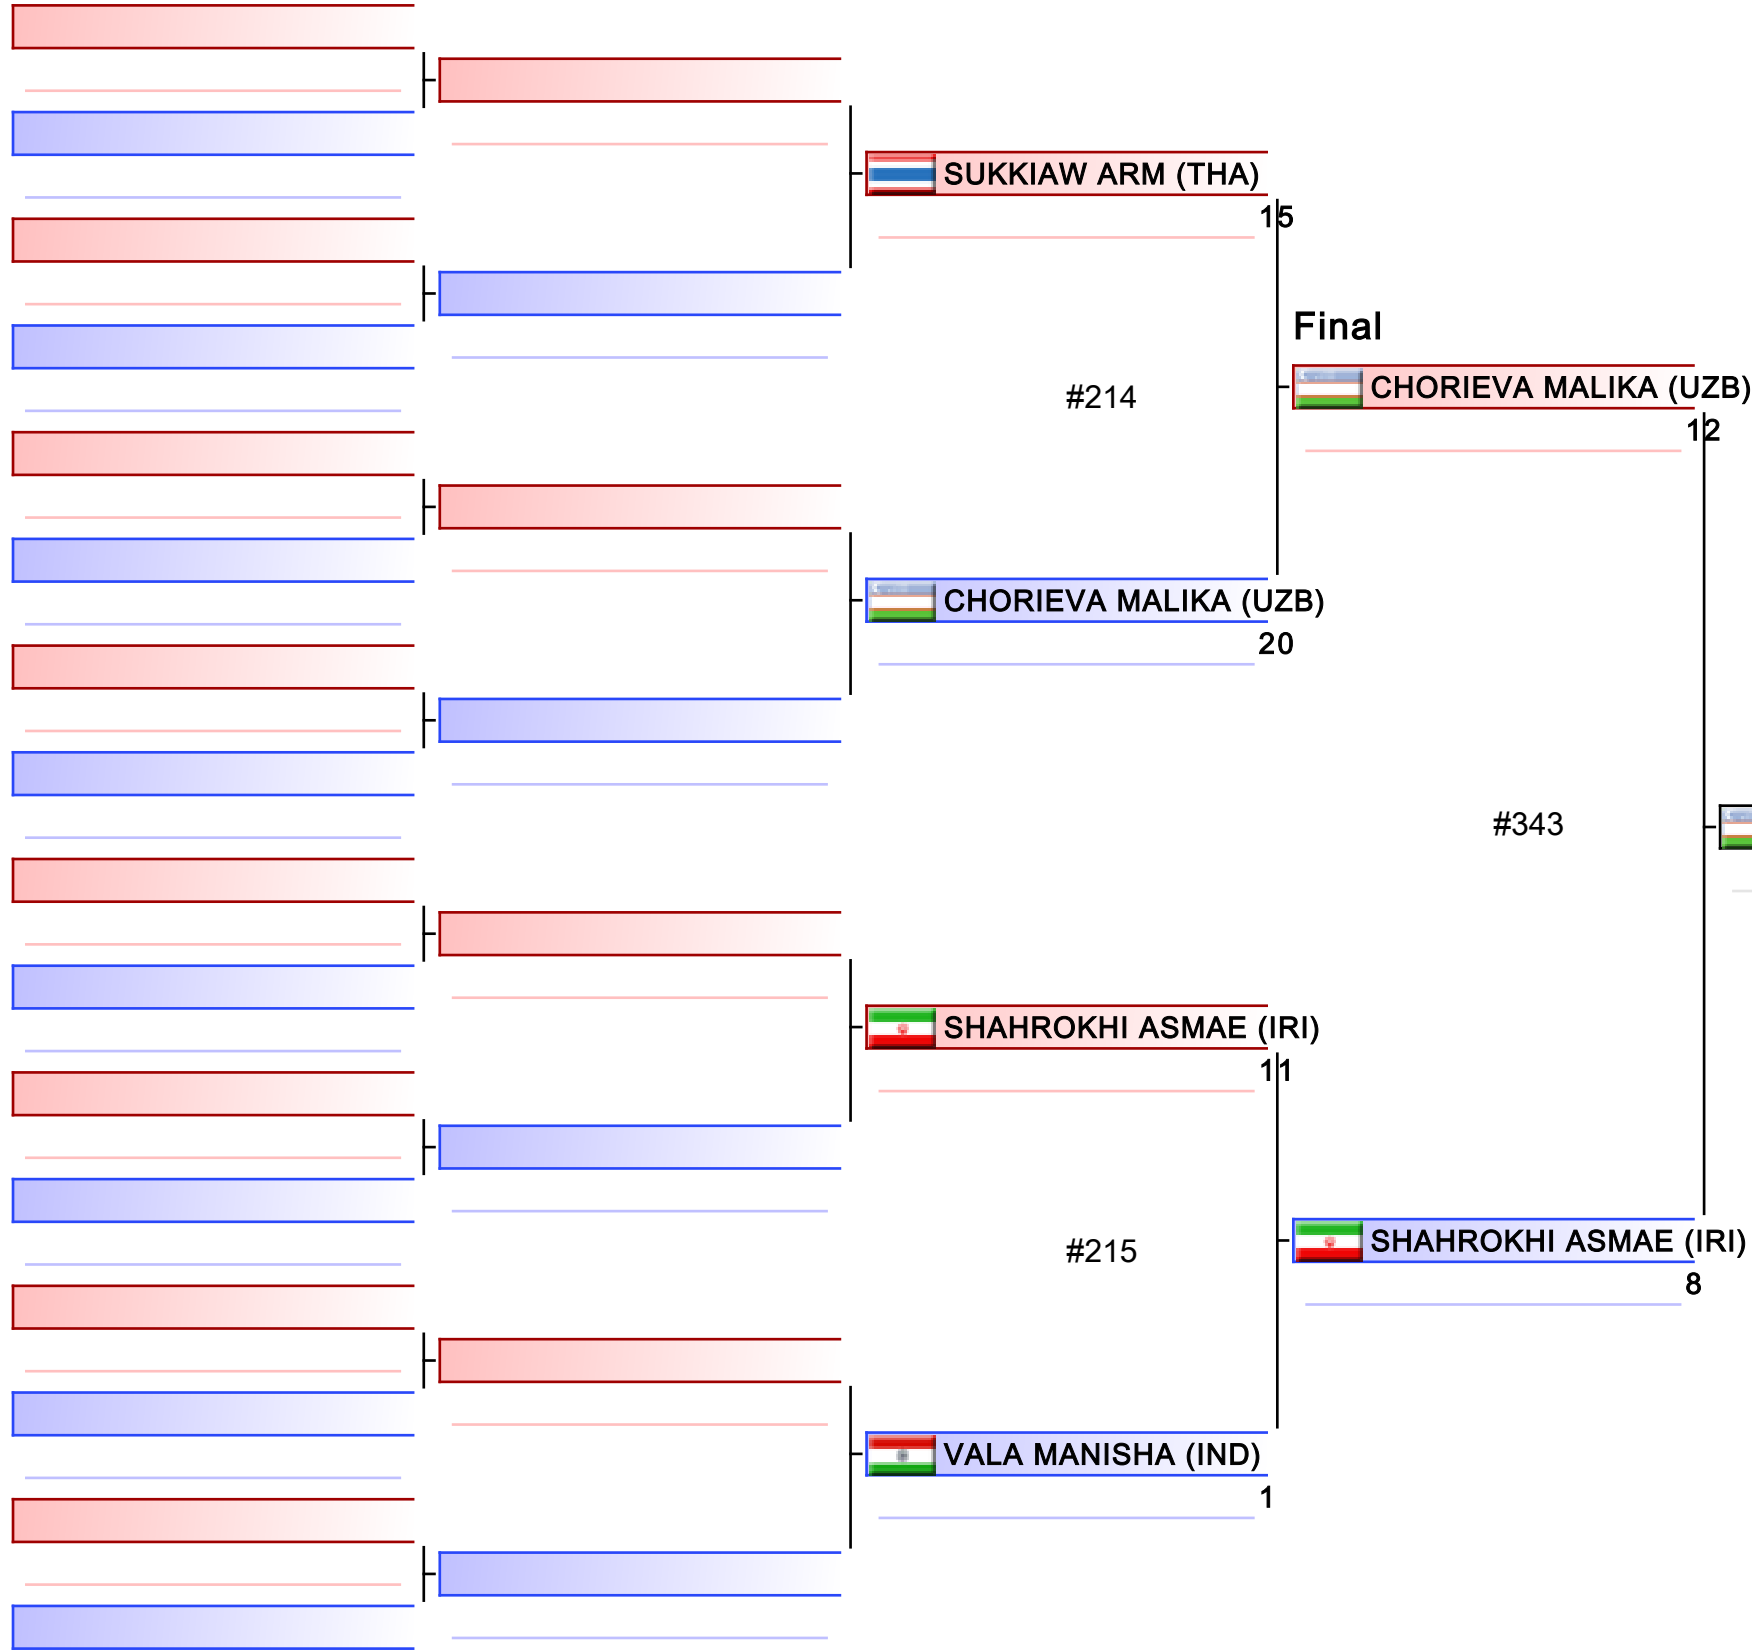 SUKKIAW ARM (THA)
15
Final
CHORIEVA MALIKA (UZB)
12
#214
CHORIEVA MALIKA (UZB)
20
#343
SHAHROKHI ASMAE (IRI)
11
SHAHROKHI ASMAE (IRI)
8
#215
VALA MANISHA (IND)
1